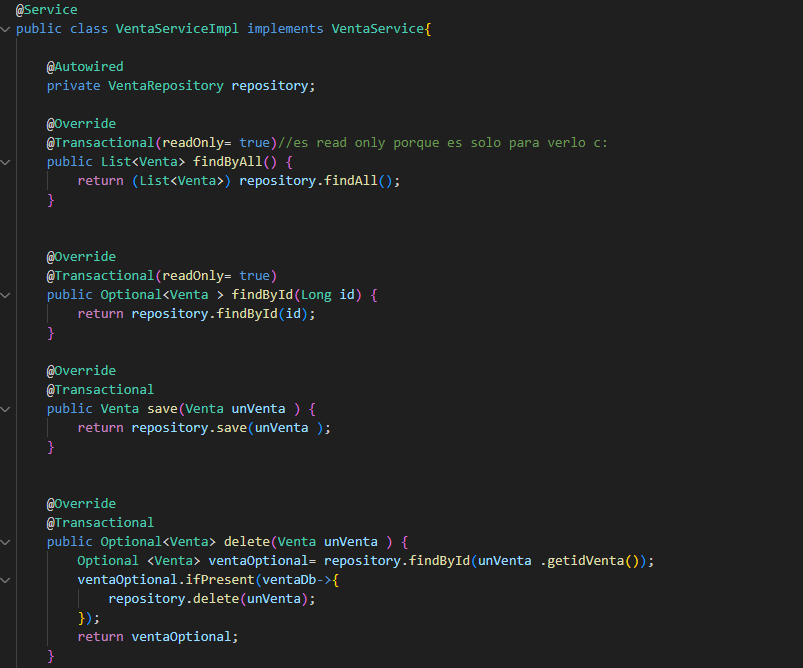 @Service
public class VentaServiceImpl implements VentaService{
@Autowired
private VentaRepository repository;
@Override
@Transactional(readOnly= true)//es read only porque es solo para verlo c:
public List<Venta> findByAll() {
return (List<Venta>) repository.findAll();
}
@Override
@Transactional(readOnly= true)
public Optional<Venta > findById(Long id) {
return repository.findById(id);
}
@Override
@Transactional
public Venta save(Venta unVenta ) {
return repository.save(unVenta );
}
@Override
@Transactional
public Optional<Venta> delete(Venta unVenta ) {
Optional <Venta> ventaOptional= repository.findById(unVenta .getidVenta());
ventaOptional.ifPresent(ventaDb->{
repository.delete(unVenta);
});
return ventaOptional;
}